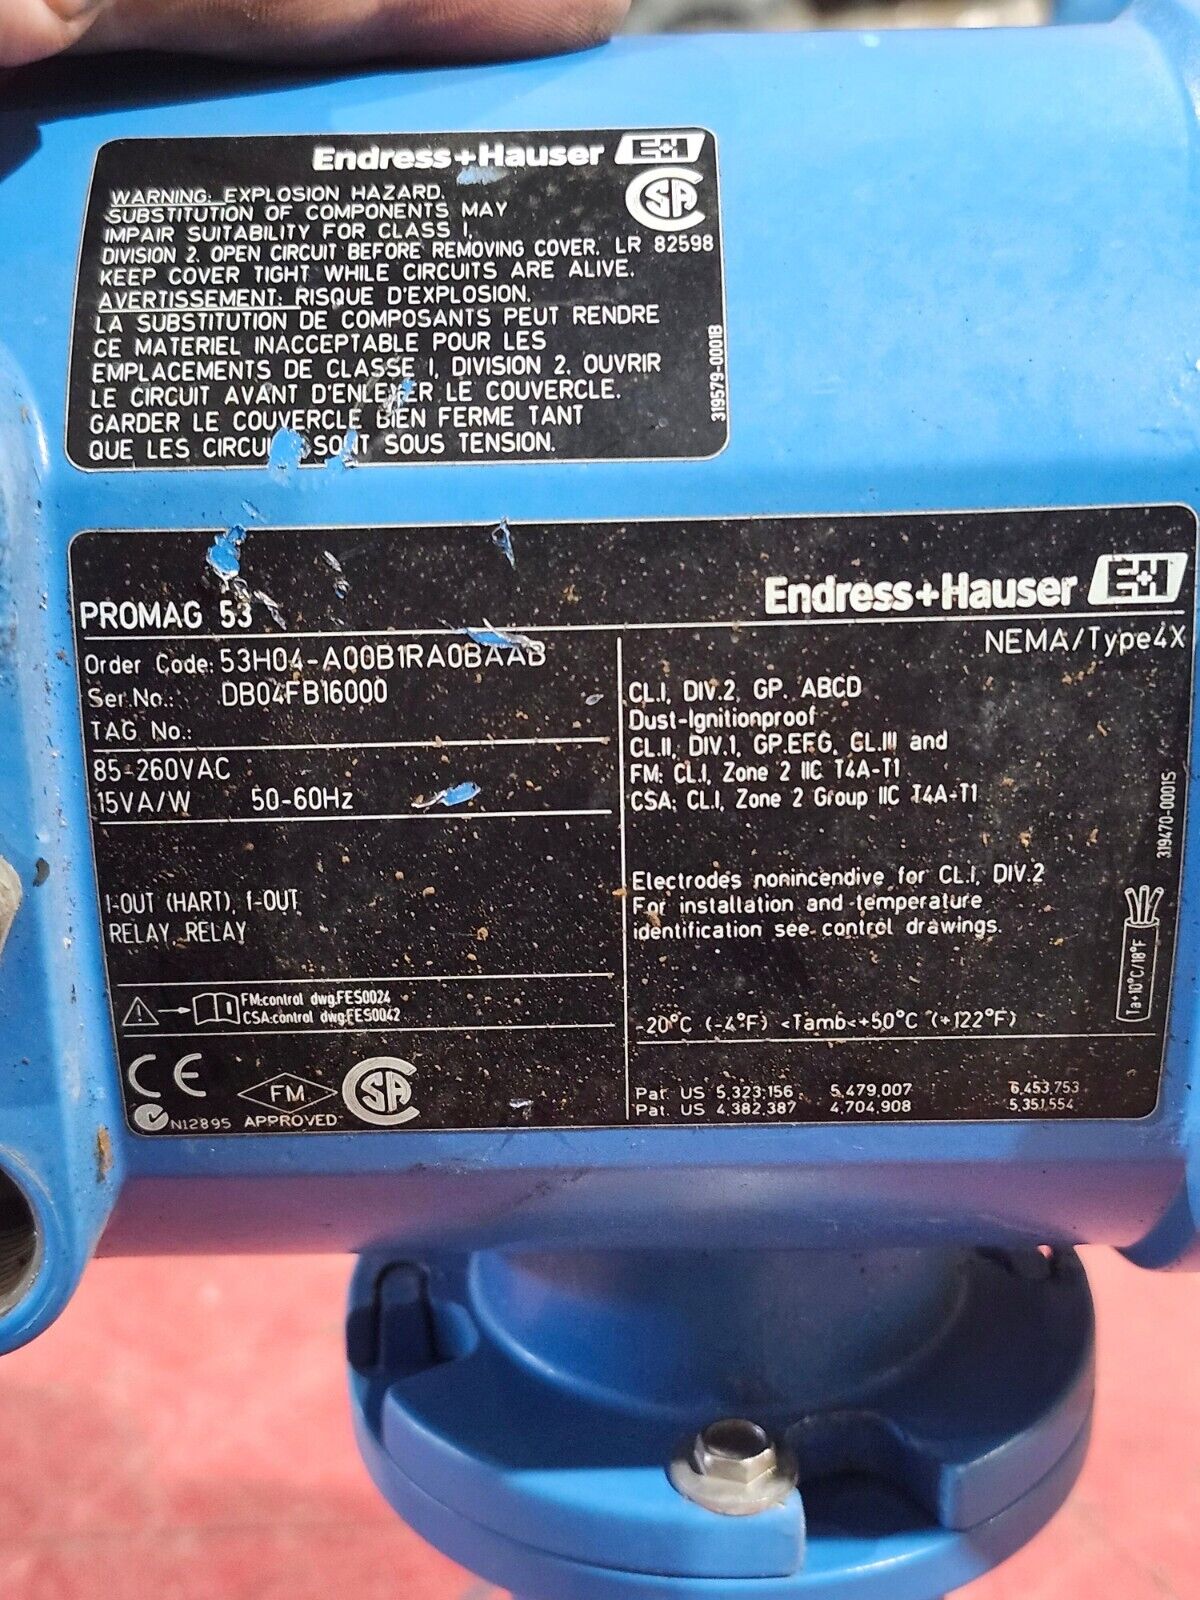 Endress+Hauser E+H
WARNING: EXPLOSION HAZARD.
SUBSTITUTION OF COMPONENTS MAY
IMPAIR SUITABILITY FOR CLASS I,
DIVISION 2. OPEN CIRCUIT BEFORE REMOVING COVER.
KEEP COVER TIGHT WHILE CIRCUITS ARE ALIVE.
AVERTISSEMENT: RISQUE D'EXPLOSION.
LA SUBSTITUTION DE COMPOSANTS PEUT RENDRE
CE MATERIEL INACCEPTABLE POUR LES
EMPLACEMENTS DE CLASSE I, DIVISION 2. OUVRIR
LE CIRCUIT AVANT D'ENLEVER LE COUVERCLE.
GARDER LE COUVERCLE BIEN FERME TANT
QUE LES SONT SOUS TENSION.
CSA
LR 82598
319579-0001B
Endress+Hauser E+H
PROMAG 53
NEMA/Type4X
Order Code: 53H04-A00B1RA0BAAB
Ser.No.: DB04FB16000
TAG No.:
85-260VAC
15VA/W 50-60Hz
I-OUT (HART), f-OUT
RELAY, RELAY
FM:control dwg.FES0024
CSA:control dwg.FES0042
CE
N12895
FM
APPROVED
CSA
CL.I, DIV.2 GP. ABCD
Dust-Ignitionproof
CL.II, DIV.1, GP.EFG, CL.III and
FM: CL.I, Zone 2 IIC T4A-T1
CSA: CL.I, Zone 2 Group IIC T4A-T1
Electrodes nonincendive for CL.I, DIV.2
For installation and temperature
identification see control drawings.
-20°C (-4°F) <Tamb<+50°C (+122°F)
Pat. US 5,323,156 5,479,007 6,453,753
Pat. US 4,382,387 4,704,908 5,351,554
319470-0001S
Ta+10°C/18°F